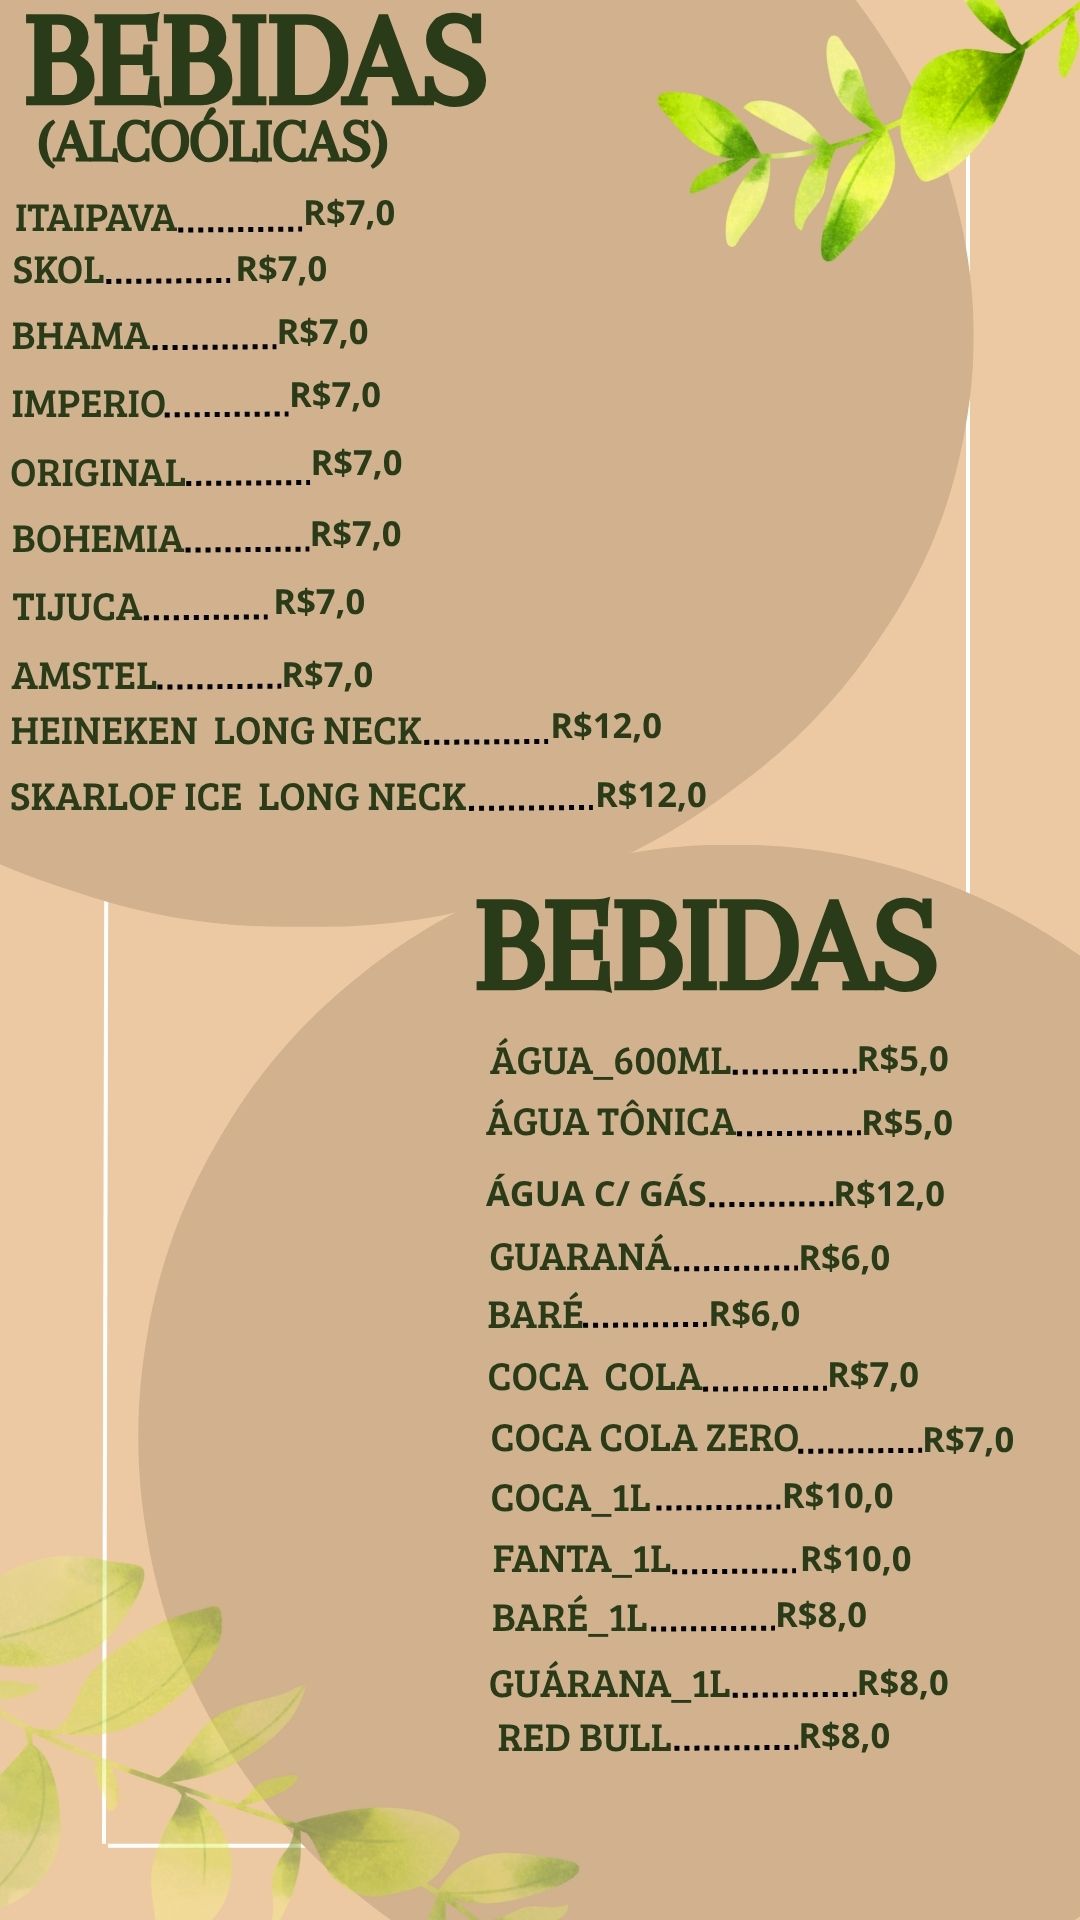 BEBIDAS
(ALCOÓLICAS)
ITAIPAVA.............R$7,0
SKOL............. R$7,0
BHAMA.............R$7,0
IMPERIO.............R$7,0
ORIGINAL.............R$7,0
BOHEMIA.............R$7,0
TIJUCA............. R$7,0
AMSTEL.............R$7,0
HEINEKEN LONG NECK.............R$12,0
SKARLOF ICE LONG NECK.............R$12,0
BEBIDAS
ÁGUA_600ML.............R$5,0
ÁGUA TÔNICA.............R$5,0
ÁGUA C/ GÁS.............R$12,0
GUARANÁ.............R$6,0
BARÉ.............R$6,0
COCA COLA.............R$7,0
COCA COLA ZERO.............R$7,0
COCA_1L.............R$10,0
FANTA_1L.............R$10,0
BARÉ_1L.............R$8,0
GUÁRANA_1L.............R$8,0
RED BULL.............R$8,0